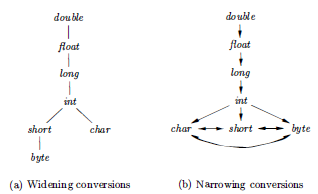 double double
float float
long long
int int
short char char short byte
byte
(a) Widening conversions (b) Narrowing conversions